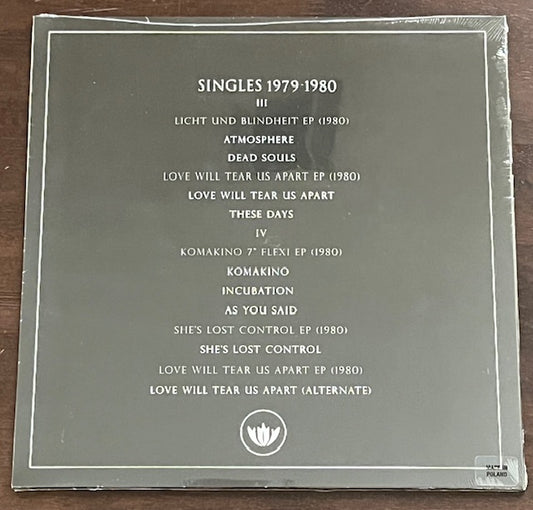 SINGLES 1979·1980
III
LICHT UND BLINDHEIT EP (1980)
ATMOSPHERE
DEAD SOULS
LOVE WILL TEAR US APART EP (1980)
LOVE WILL TEAR US APART
THESE DAYS
IV
KOMAKINO 7" FLEXI EP (1980)
KOMAKINO
INCUBATION
AS YOU SAID
SHE'S LOST CONTROL EP (1980)
SHE'S LOST CONTROL
LOVE WILL TEAR US APART EP (1980)
LOVE WILL TEAR US APART (ALTERNATE)
MADE IN
POLAND